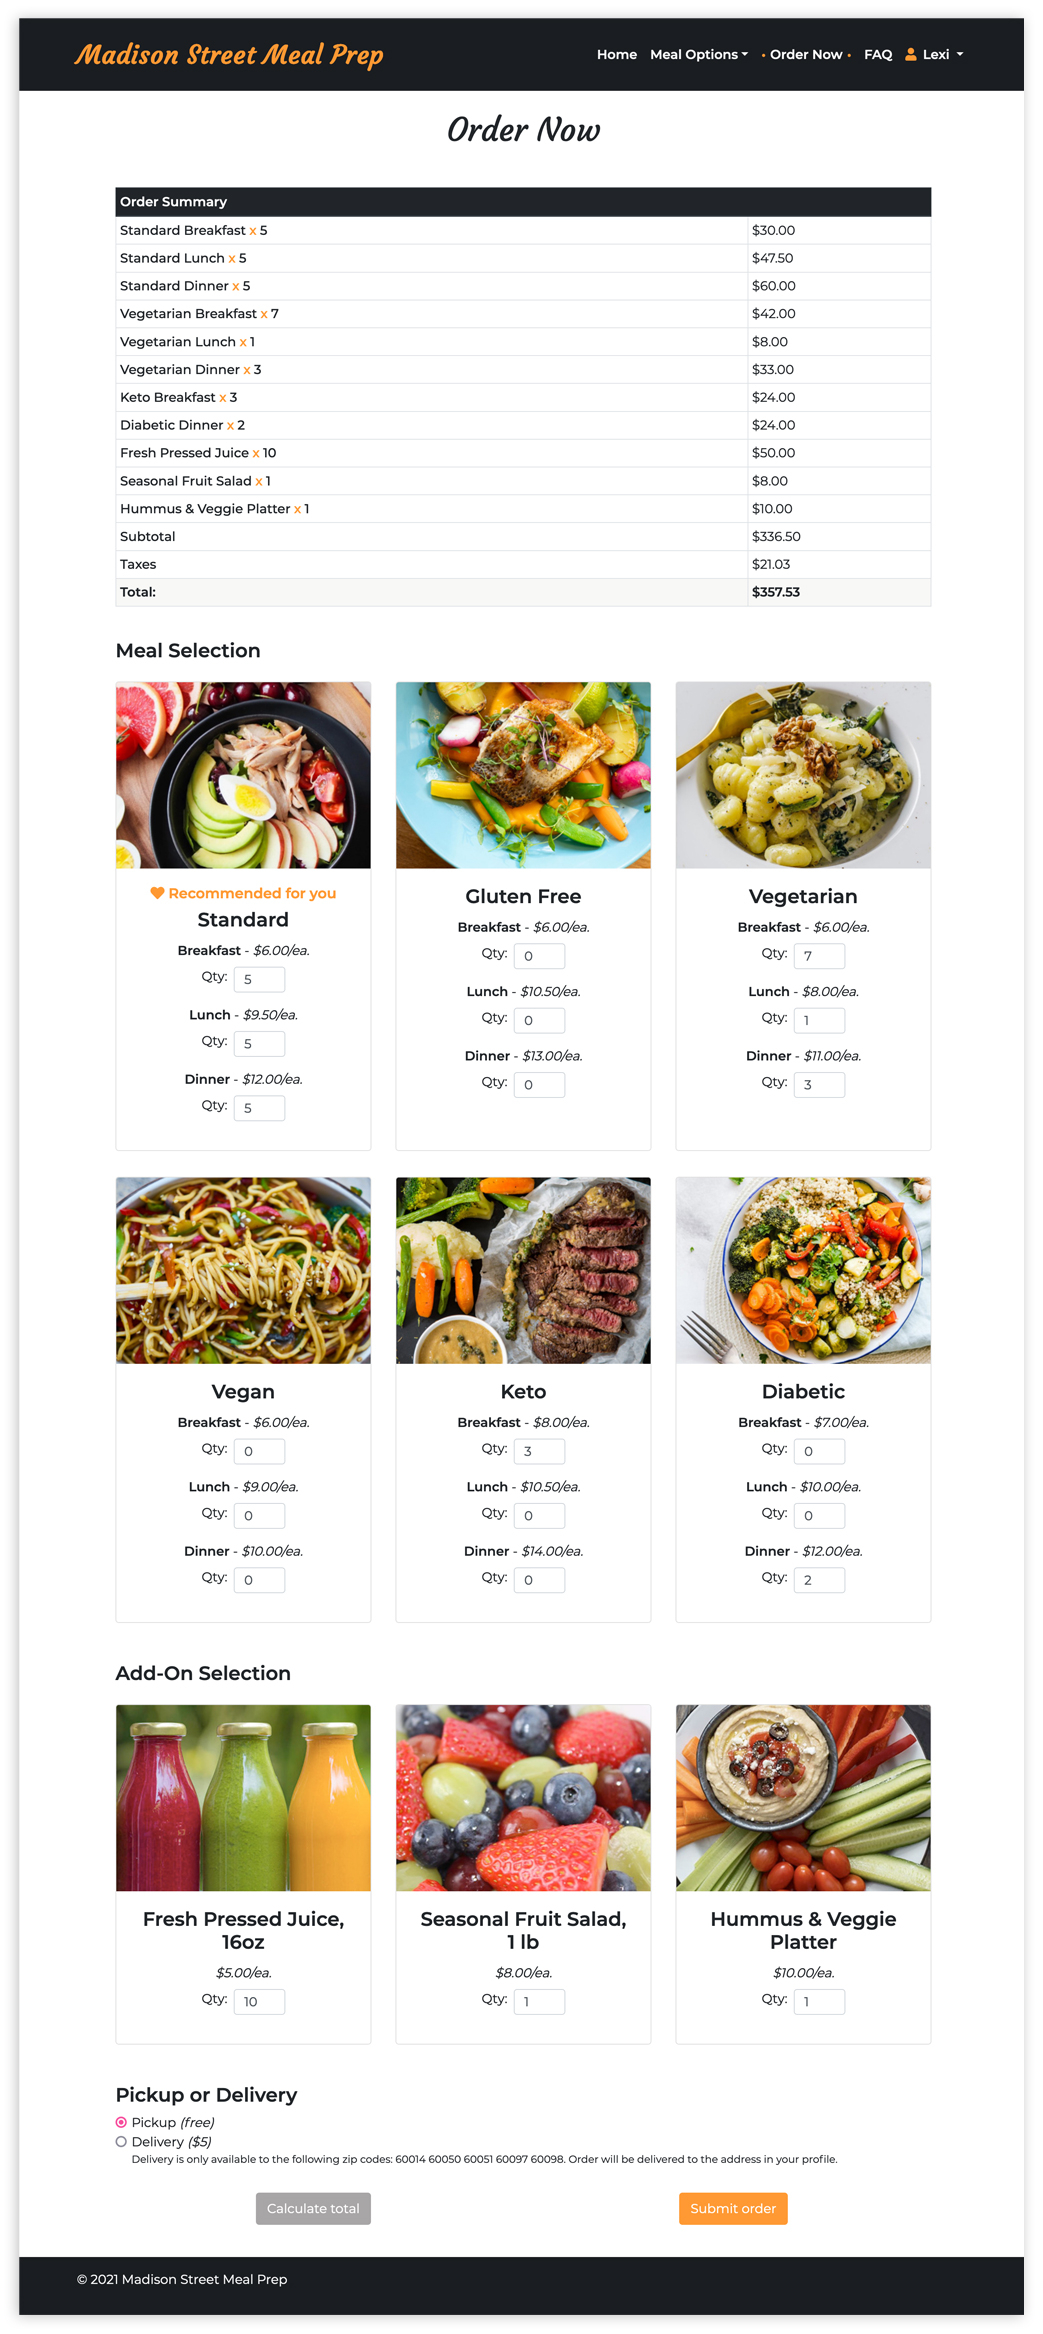 Madison Street Meal Prep
Home Meal Options • Order Now • FAQ Lexi
Order Now
Order Summary
Standard Breakfast x 5 $30.00
Standard Lunch x 5 $47.50
Standard Dinner x 5 $60.00
Vegetarian Breakfast x 7 $42.00
Vegetarian Lunch x 1 $8.00
Vegetarian Dinner x 3 $33.00
Keto Breakfast x 3 $24.00
Diabetic Dinner x 2 $24.00
Fresh Pressed Juice x 10 $50.00
Seasonal Fruit Salad x 1 $8.00
Hummus & Veggie Platter x 1 $10.00
Subtotal $336.50
Taxes $21.03
Total: $357.53
Meal Selection
Recommended for you
Standard
Breakfast - $6.00/ea.
Qty: 5
Lunch - $9.50/ea.
Qty: 5
Dinner - $12.00/ea.
Qty: 5
Gluten Free
Breakfast - $6.00/ea.
Qty: 0
Lunch - $10.50/ea.
Qty: 0
Dinner - $13.00/ea.
Qty: 0
Vegetarian
Breakfast - $6.00/ea.
Qty: 7
Lunch - $8.00/ea.
Qty: 1
Dinner - $11.00/ea.
Qty: 3
Vegan
Breakfast - $6.00/ea.
Qty: 0
Lunch - $9.00/ea.
Qty: 0
Dinner - $10.00/ea.
Qty: 0
Keto
Breakfast - $8.00/ea.
Qty: 3
Lunch - $10.50/ea.
Qty: 0
Dinner - $14.00/ea.
Qty: 0
Diabetic
Breakfast - $7.00/ea.
Qty: 0
Lunch - $10.00/ea.
Qty: 0
Dinner - $12.00/ea.
Qty: 2
Add-On Selection
Fresh Pressed Juice,
16oz
$5.00/ea.
Qty: 10
Seasonal Fruit Salad,
1 lb
$8.00/ea.
Qty: 1
Hummus & Veggie
Platter
$10.00/ea.
Qty: 1
Pickup or Delivery
Pickup (free)
Delivery ($5)
Delivery is only available to the following zip codes: 60014 60050 60051 60097 60098. Order will be delivered to the address in your profile.
Calculate total
Submit order
© 2021 Madison Street Meal Prep